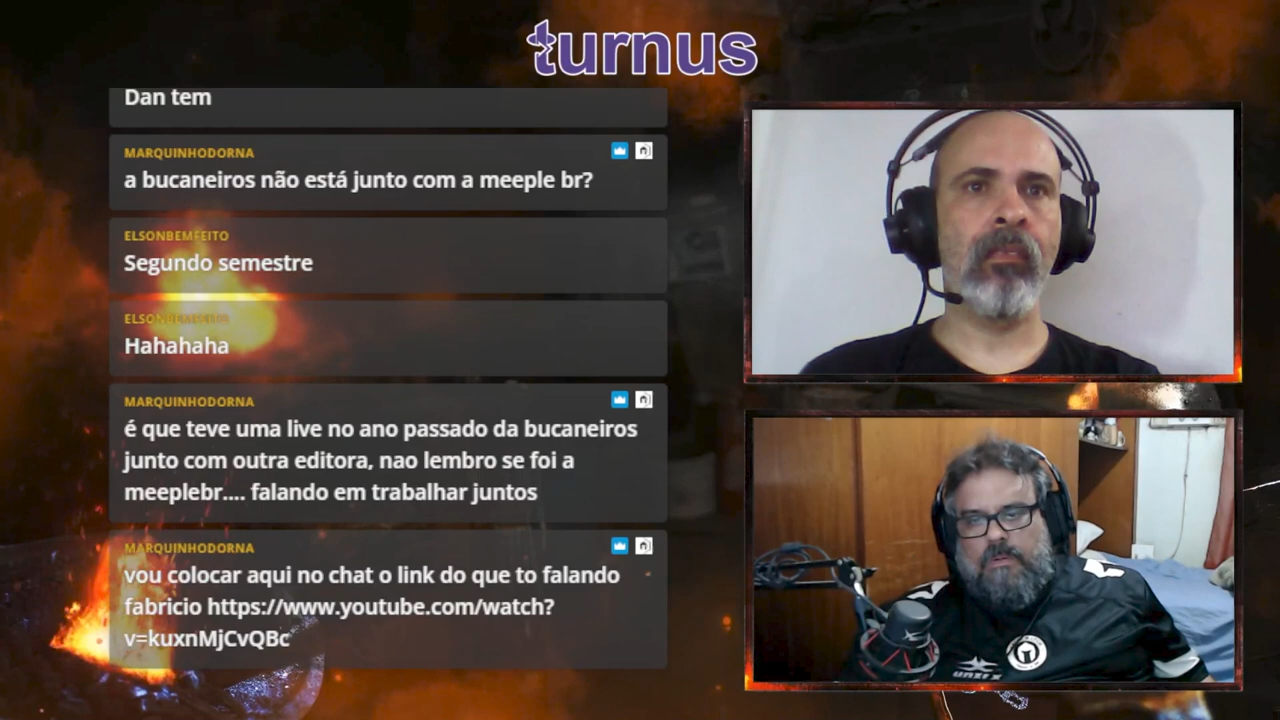 turnus
Dan tem
MARQUINHODORNA
a bucaneiros não está junto com a meeple br?
ELSONBEMFEITO
Segundo semestre
ELSONBEMFEITO
Hahahaha
MARQUINHODORNA
é que teve uma live no ano passado da bucaneiros
junto com outra editora, nao lembro se foi a
meeplebr.... falando em trabalhar juntos
MARQUINHODORNA
vou colocar aqui no chat o link do que to falando
fabricio https://www.youtube.com/watch?
v=kuxnMjCvQBc